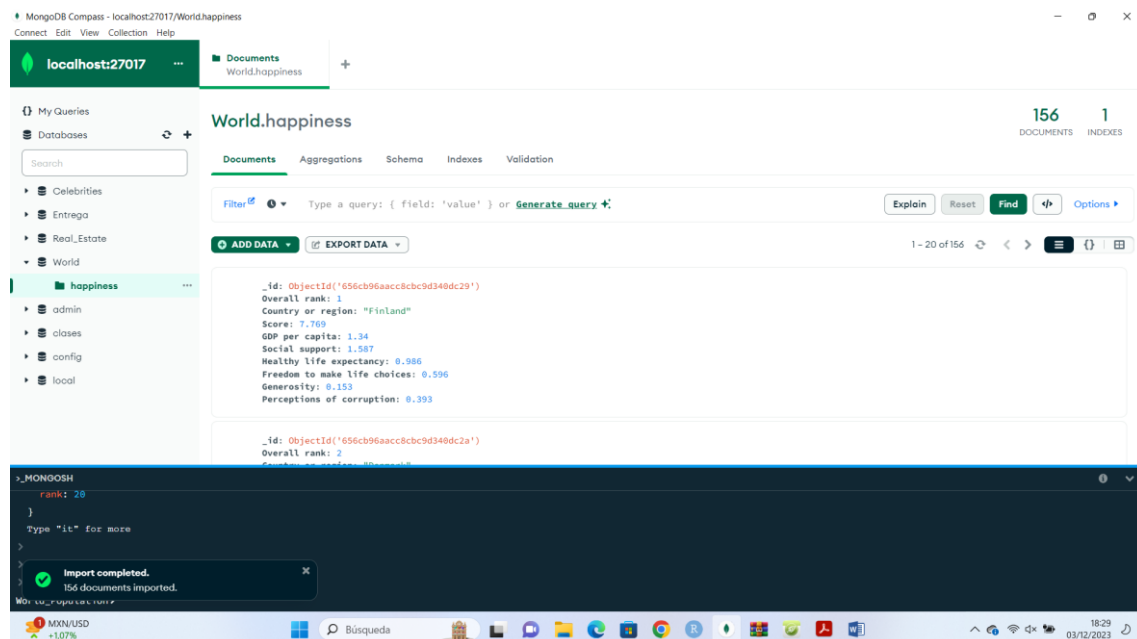 MongoDB Compass - localhost:27017/World.happiness
Connect Edit View Collection Help
localhost:27017 ...
Documents
World.happiness
+
{} My Queries
Databases
Search
Celebrities
Entrega
Real_Estate
World
happiness ...
admin
clases
config
local
World.happiness
156
DOCUMENTS
1
INDEXES
Documents Aggregations Schema Indexes Validation
Filter Type a query: { field: 'value' } or Generate query
Explain Reset Find </> Options
ADD DATA EXPORT DATA
1 – 20 of 156 {}
_id: ObjectId('656cb96aacc8cbc9d340dc29')
Overall rank: 1
Country or region: "Finland"
Score: 7.769
GDP per capita: 1.34
Social support: 1.587
Healthy life expectancy: 0.986
Freedom to make life choices: 0.596
Generosity: 0.153
Perceptions of corruption: 0.393
_id: ObjectId('656cb96aacc8cbc9d340dc2a')
Overall rank: 2
Country or region: "Denmark"
>_MONGOSH
rank: 20
}
Type "it" for more
>
>
>
Import completed.
156 documents imported.
World_Population>
1
MXN/USD
+1.07%
Búsqueda
18:29
03/12/2023